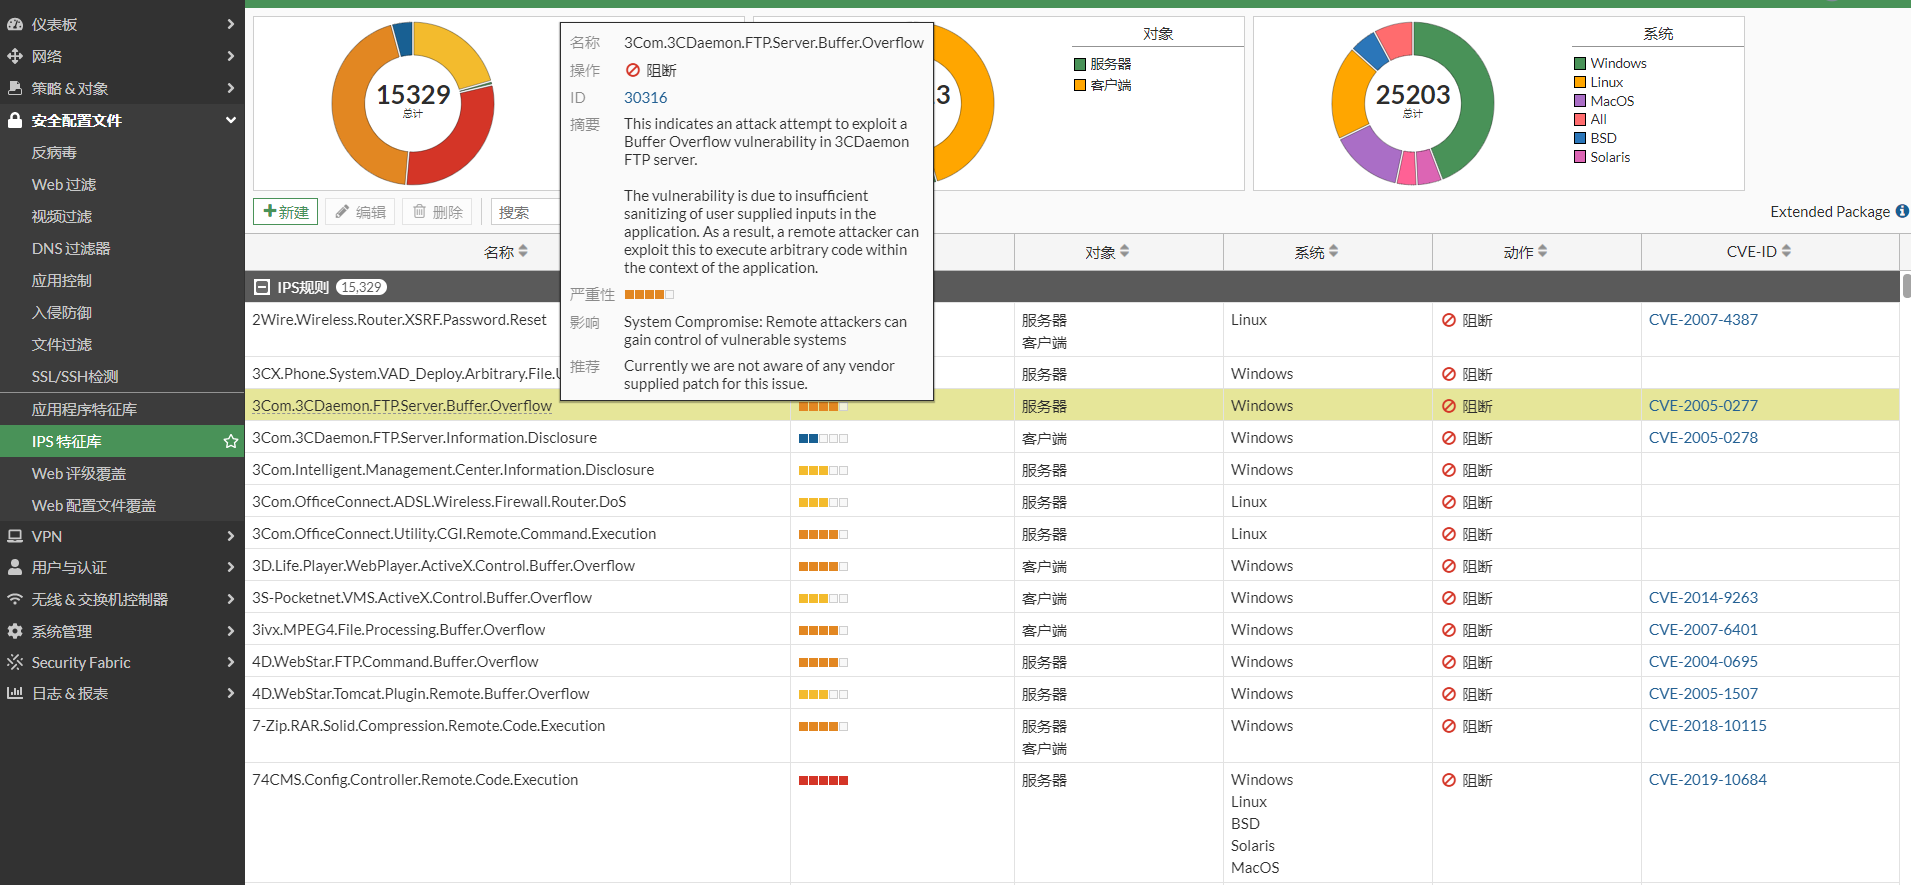 仪表板
网络
策略 & 对象
安全配置文件
反病毒
Web 过滤
视频过滤
DNS 过滤器
应用控制
入侵防御
文件过滤
SSL/SSH检测
应用程序特征库
IPS 特征库
Web 评级覆盖
Web 配置文件覆盖
VPN
用户与认证
无线 & 交换机控制器
系统管理
Security Fabric
日志 & 报表
15329
总计
3
对象
服务器
客户端
25203
总计
系统
Windows
Linux
MacOS
All
BSD
Solaris
名称 3Com.3CDaemon.FTP.Server.Buffer.Overflow
操作 阻断
ID 30316
摘要 This indicates an attack attempt to exploit a
Buffer Overflow vulnerability in 3CDaemon
FTP server.
The vulnerability is due to insufficient
sanitizing of user supplied inputs in the
application. As a result, a remote attacker can
exploit this to execute arbitrary code within
the context of the application.
严重性
影响 System Compromise: Remote attackers can
gain control of vulnerable systems
推荐 Currently we are not aware of any vendor
supplied patch for this issue.
新建 编辑 删除 搜索 Extended Package
名称 对象 系统 动作 CVE-ID
IPS规则 15,329
2Wire.Wireless.Router.XSRF.Password.Reset 服务器 Linux 阻断 CVE-2007-4387
客户端
3CX.Phone.System.VAD_Deploy.Arbitrary.File. 服务器 Windows 阻断
3Com.3CDaemon.FTP.Server.Buffer.Overflow 服务器 Windows 阻断 CVE-2005-0277
3Com.3CDaemon.FTP.Server.Information.Disclosure 客户端 Windows 阻断 CVE-2005-0278
3Com.Intelligent.Management.Center.Information.Disclosure 服务器 Windows 阻断
3Com.OfficeConnect.ADSL.Wireless.Firewall.Router.DoS 服务器 Linux 阻断
3Com.OfficeConnect.Utility.CGI.Remote.Command.Execution 服务器 Linux 阻断
3D.Life.Player.WebPlayer.ActiveX.Control.Buffer.Overflow 客户端 Windows 阻断
3S-Pocketnet.VMS.ActiveX.Control.Buffer.Overflow 客户端 Windows 阻断 CVE-2014-9263
3ivx.MPEG4.File.Processing.Buffer.Overflow 客户端 Windows 阻断 CVE-2007-6401
4D.WebStar.FTP.Command.Buffer.Overflow 服务器 Windows 阻断 CVE-2004-0695
4D.WebStar.Tomcat.Plugin.Remote.Buffer.Overflow 服务器 Windows 阻断 CVE-2005-1507
7-Zip.RAR.Solid.Compression.Remote.Code.Execution 服务器 Windows 阻断 CVE-2018-10115
客户端
74CMS.Config.Controller.Remote.Code.Execution 服务器 Windows 阻断 CVE-2019-10684
Linux
BSD
Solaris
MacOS